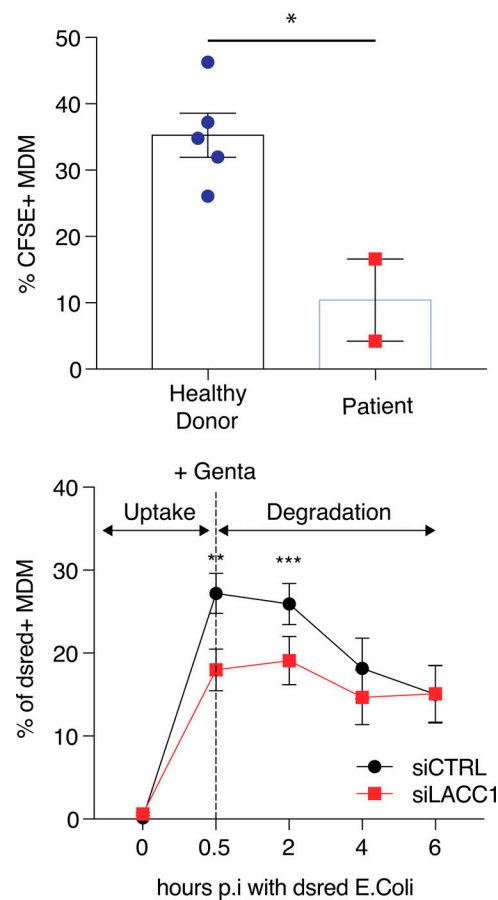 *
50
40
30
20
10
0
% CFSE+ MDM
Healthy
Donor
Patient
+ Genta
40
30
20
10
0
Uptake
Degradation
**
***
% of dsred+ MDM
siCTRL
siLACC1
0 0.5 2 4 6
hours p.i with dsred E.Coli